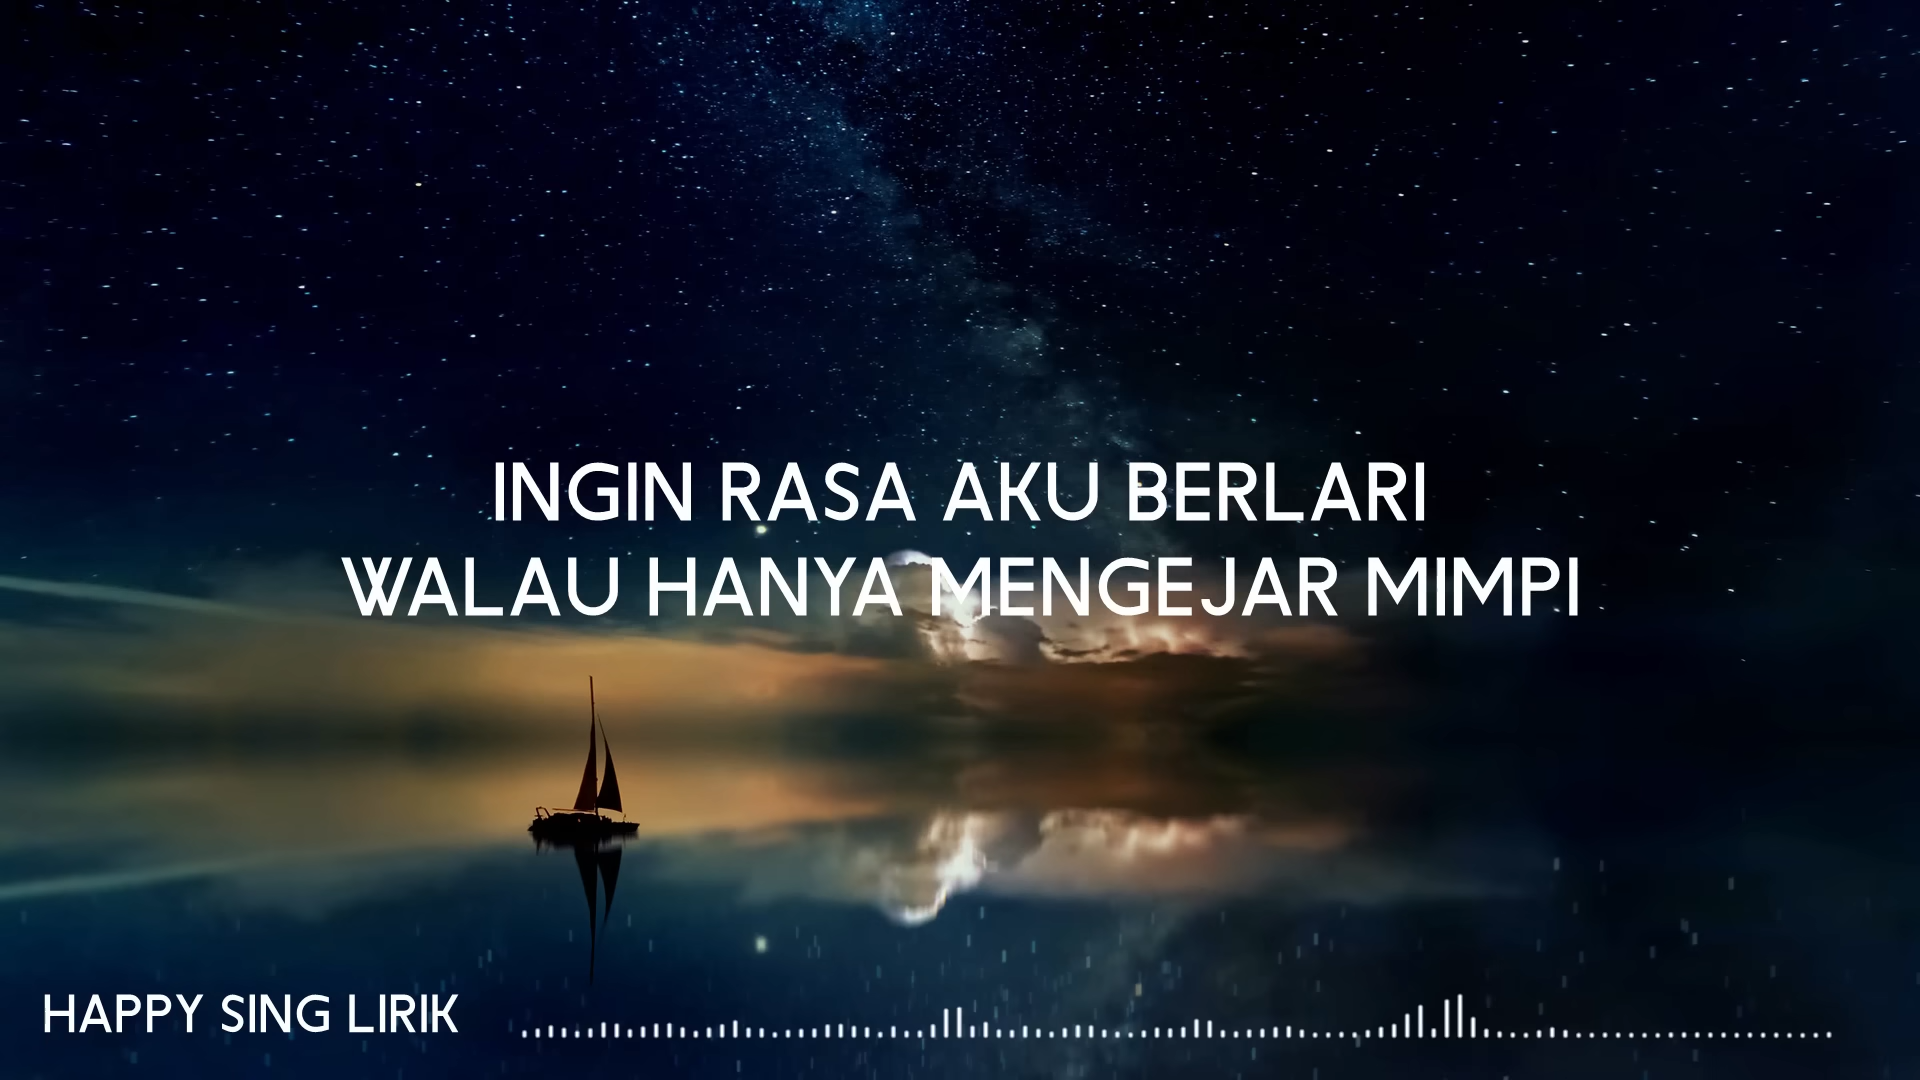 INGIN RASA AKU BERLARI
WALAU HANYA MENGEJAR MIMPI
HAPPY SING LIRIK